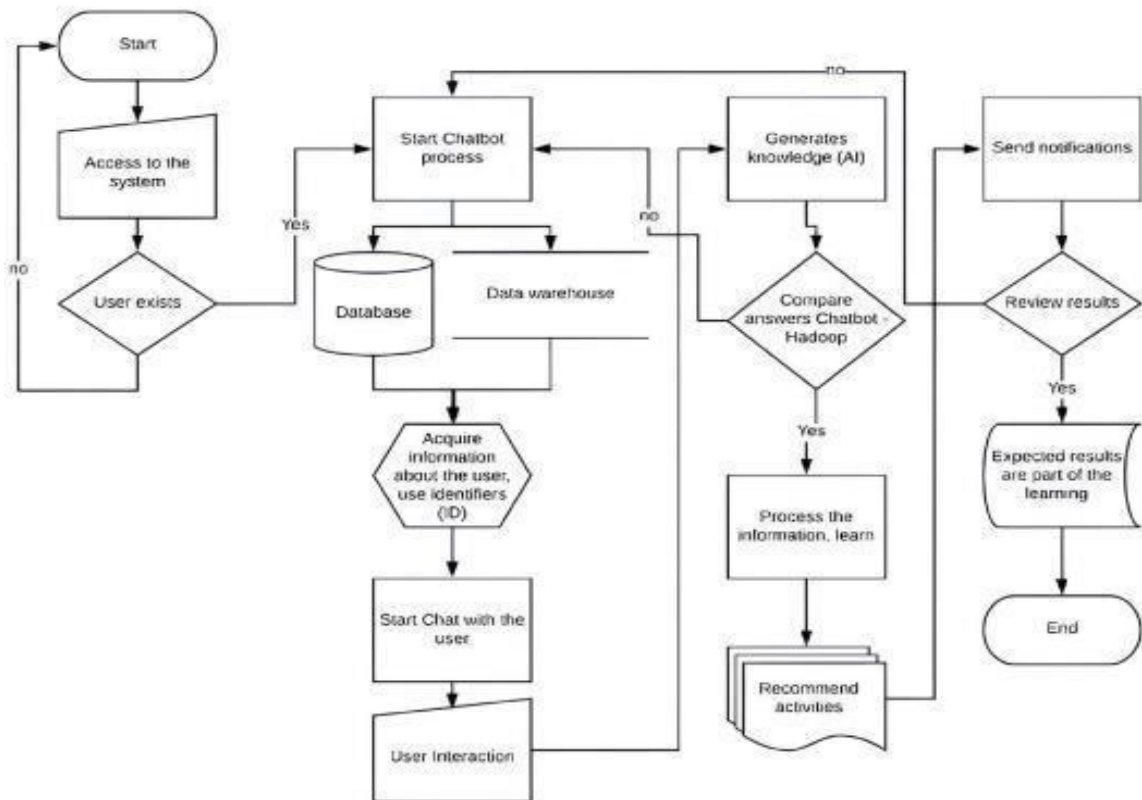 Start
Access to the
system
User exists
no
Yes
Start Chatbot
process
Database
Data warehouse
Acquire
information
about the user,
use identifiers
(ID)
Start Chat with the
user
User Interaction
Generates
knowledge (AI)
no
Compare
answers Chatbot -
Hadoop
Yes
Process the
information, learn
Recommend
activities
no
Send notifications
Review results
Yes
Expected results
are part of the
learning
End